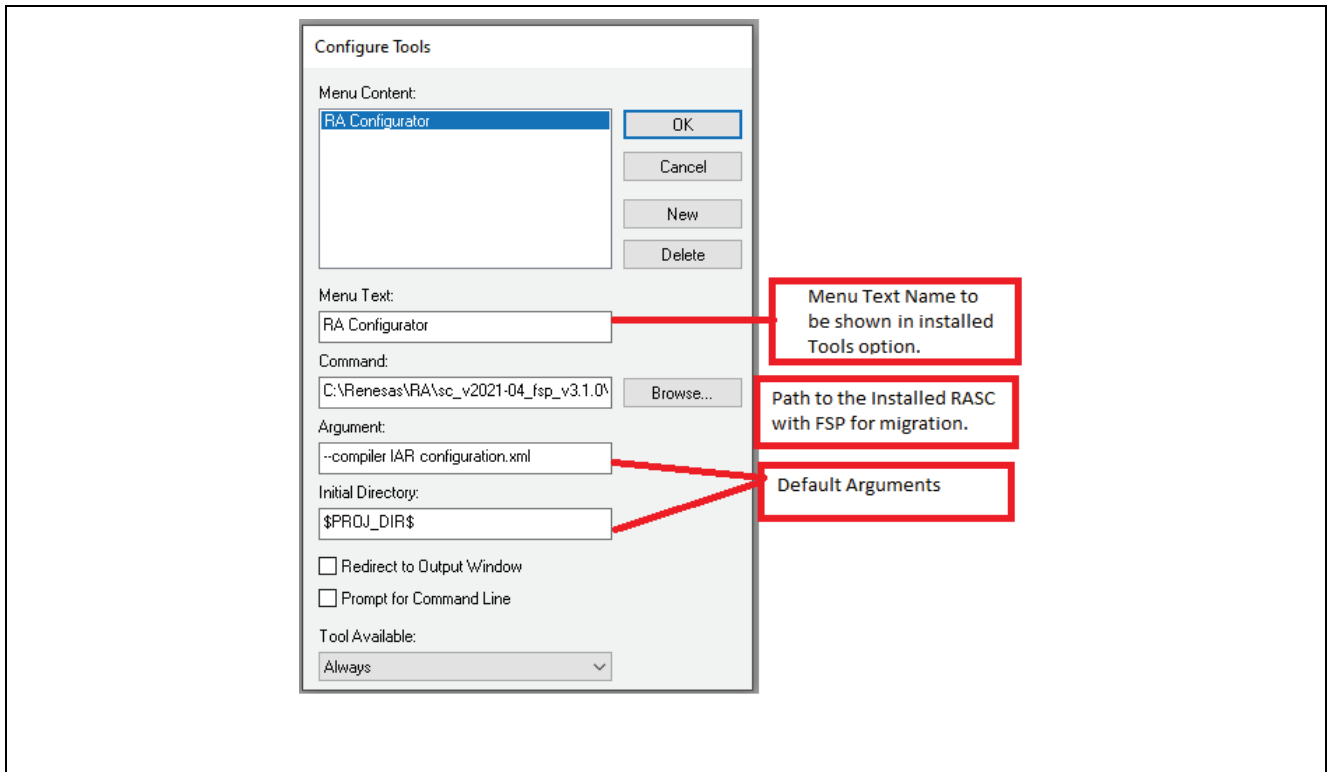 Configure Tools
Menu Content:
RA Configurator
OK
Cancel
New
Delete
Menu Text:
RA Configurator
Menu Text Name to
be shown in installed
Tools option.
Command:
C:\Renesas\RA\sc_v2021-04_fsp_v3.1.0\
Browse...
Path to the Installed RASC
with FSP for migration.
Argument:
--compiler IAR configuration.xml
Default Arguments
Initial Directory:
$PROJ_DIR$
Redirect to Output Window
Prompt for Command Line
Tool Available:
Always